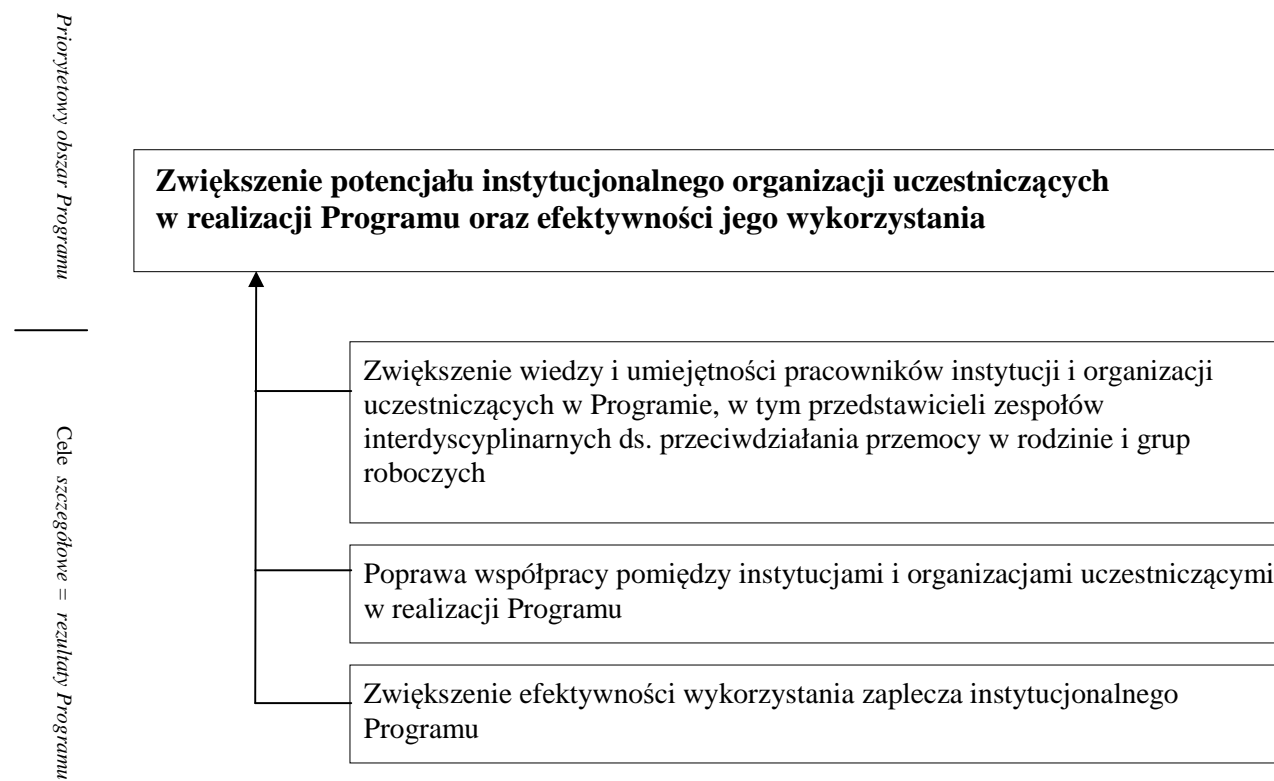 Priorytetowy obszar Programu
Zwiększenie potencjału instytucjonalnego organizacji uczestniczących
w realizacji Programu oraz efektywności jego wykorzystania
Cele szczegółowe = rezultaty Programu
Zwiększenie wiedzy i umiejętności pracowników instytucji i organizacji
uczestniczących w Programie, w tym przedstawicieli zespołów
interdyscyplinarnych ds. przeciwdziałania przemocy w rodzinie i grup
roboczych
Poprawa współpracy pomiędzy instytucjami i organizacjami uczestniczącymi
w realizacji Programu
Zwiększenie efektywności wykorzystania zaplecza instytucjonalnego
Programu